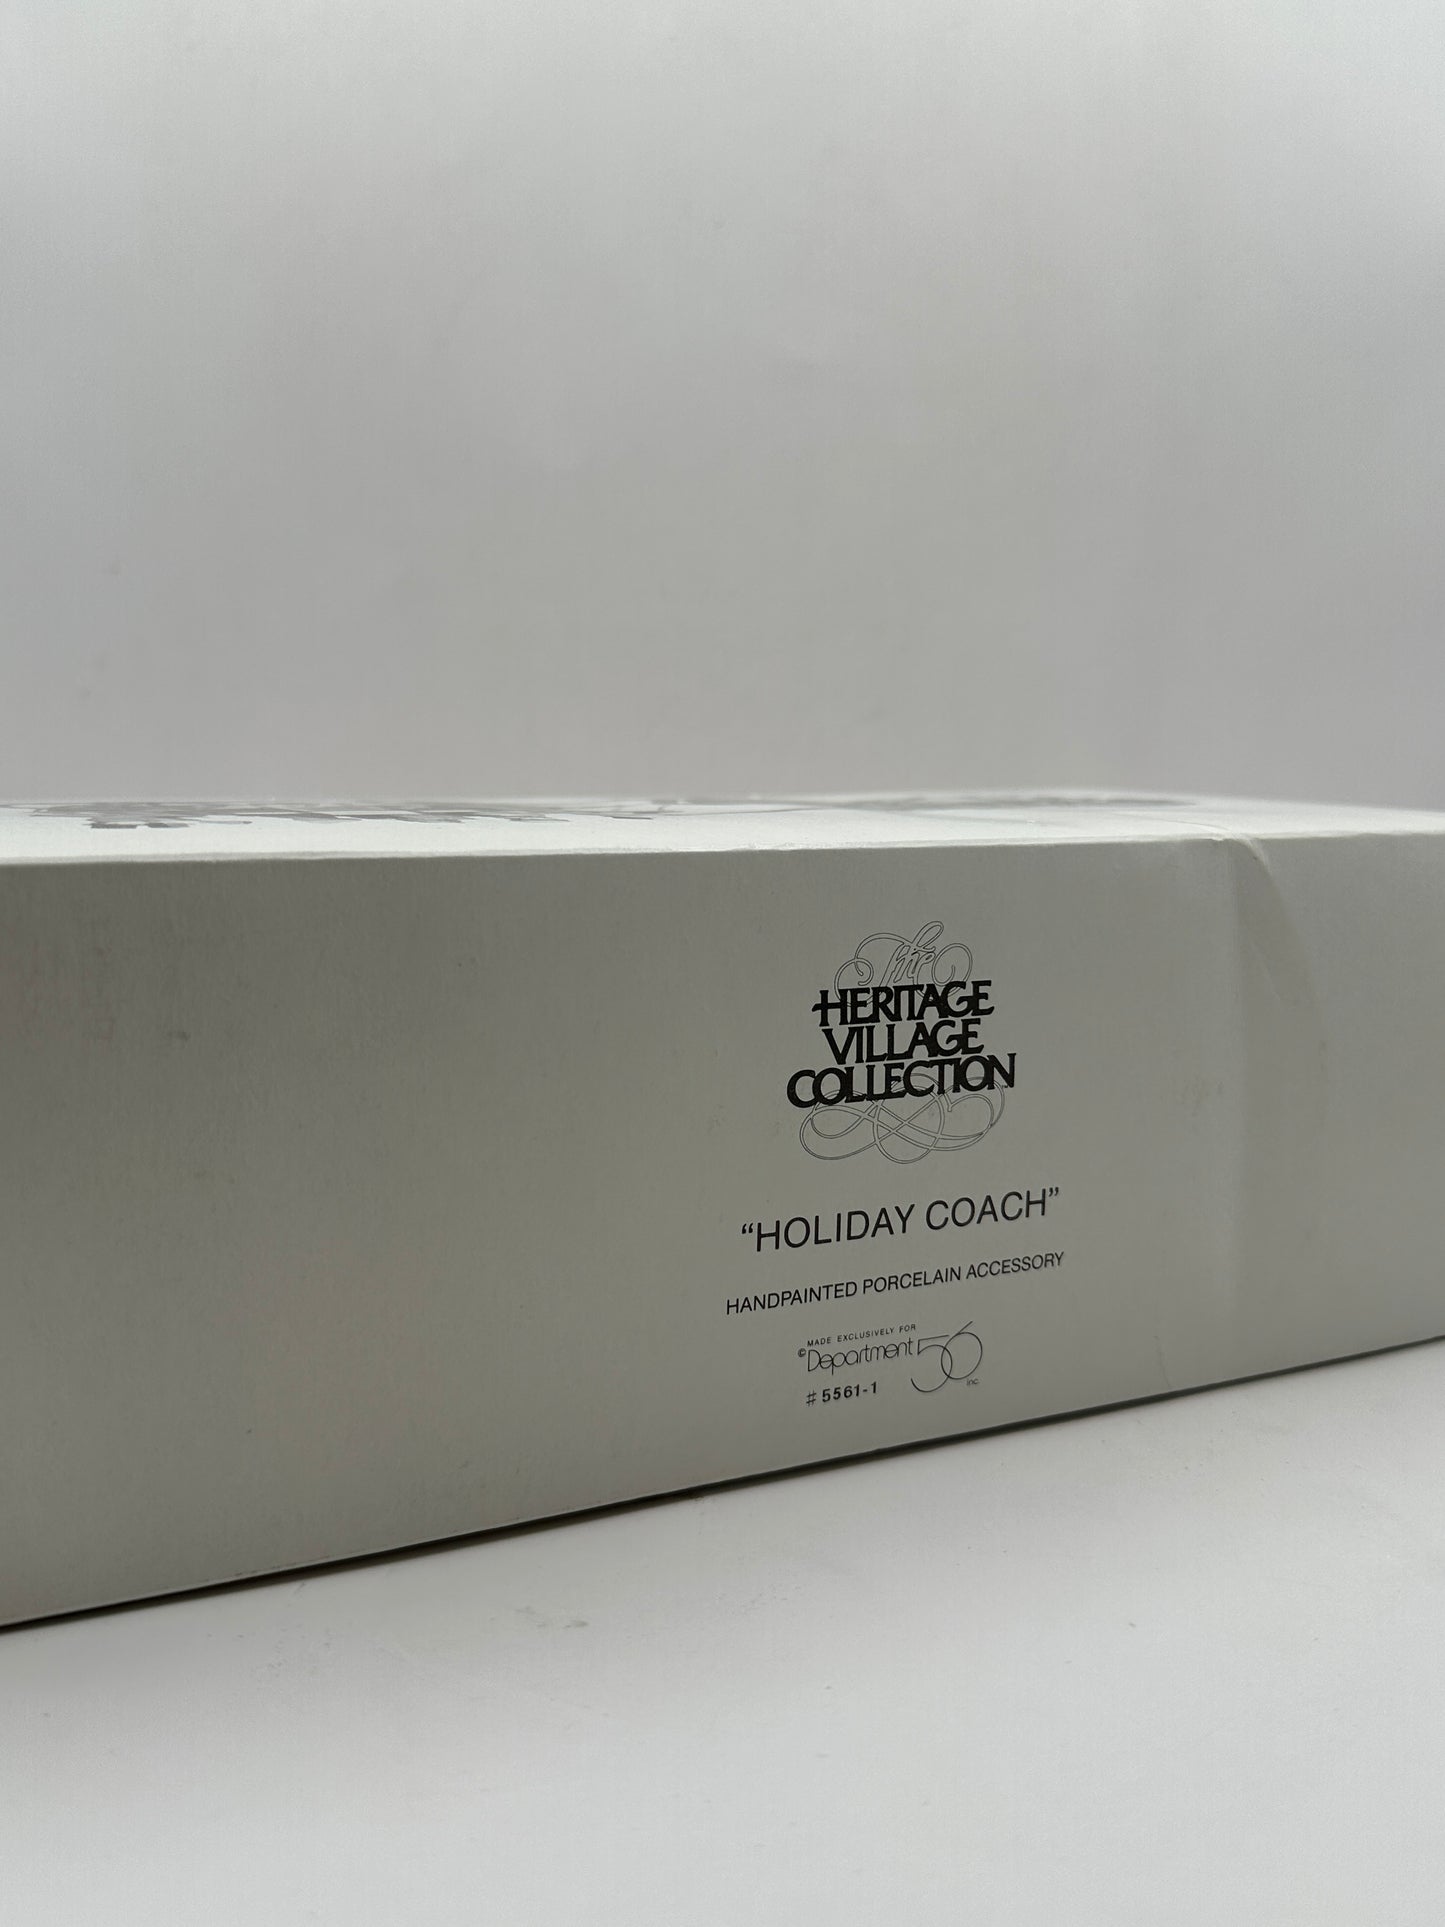 The
HERITAGE
VILLAGE
COLLECTION
“HOLIDAY COACH”
HANDPAINTED PORCELAIN ACCESSORY
MADE EXCLUSIVELY FOR
©Department 56
inc.
# 5561-1